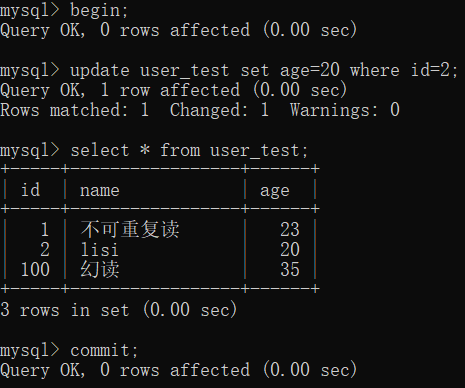 mysql> begin;
Query OK, 0 rows affected (0.00 sec)
mysql> update user_test set age=20 where id=2;
Query OK, 1 row affected (0.00 sec)
Rows matched: 1  Changed: 1  Warnings: 0
mysql> select * from user_test;
+-----+-----------------+------+
| id | name | age |
+-----+-----------------+------+
| 1 | 不可重复读 | 23 |
| 2 | lisi | 20 |
| 100 | 幻读 | 35 |
+-----+-----------------+------+
3 rows in set (0.00 sec)
mysql> commit;
Query OK, 0 rows affected (0.00 sec)